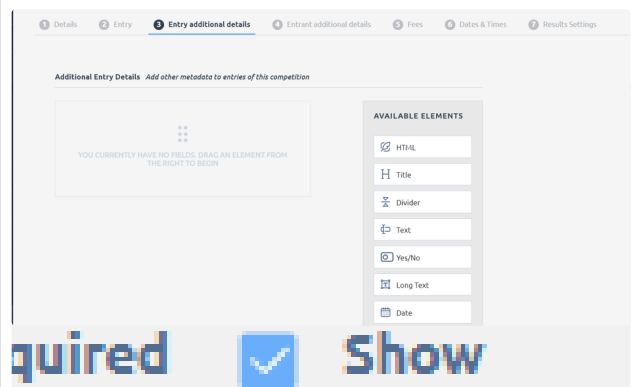 1 Details 2 Entry 3 Entry additional details 4 Entrant additional details 5 Fees 6 Dates & Times 7 Results Settings
Additional Entry Details Add other metadata to entries of this competition
YOU CURRENTLY HAVE NO FIELDS. DRAG AN ELEMENT FROM
THE RIGHT TO BEGIN
AVAILABLE ELEMENTS
HTML
Title
Divider
Text
Yes/No
Long Text
Date
quired Show